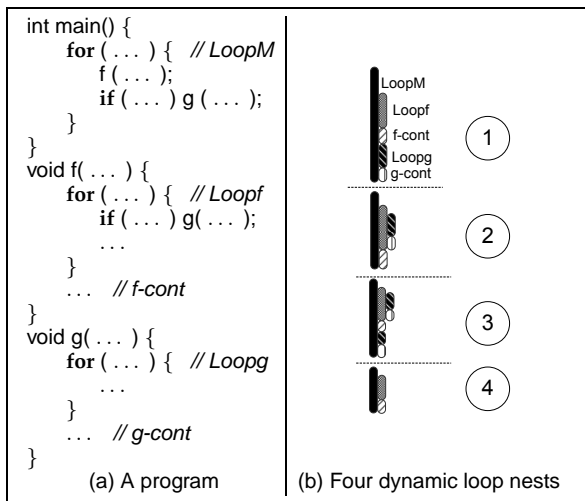 int main() {
for ( . . . ) { // LoopM
f ( . . . );
if ( . . . ) g ( . . . );
}
}
void f( . . . ) {
for ( . . . ) { // Loopf
if ( . . . ) g( . . . );
. . .
}
. . . // f-cont
}
void g( . . . ) {
for ( . . . ) { // Loopg
. . .
}
. . . // g-cont
}
(a) A program
LoopM
Loopf
f-cont
Loopg
g-cont
1
2
3
4
(b) Four dynamic loop nests